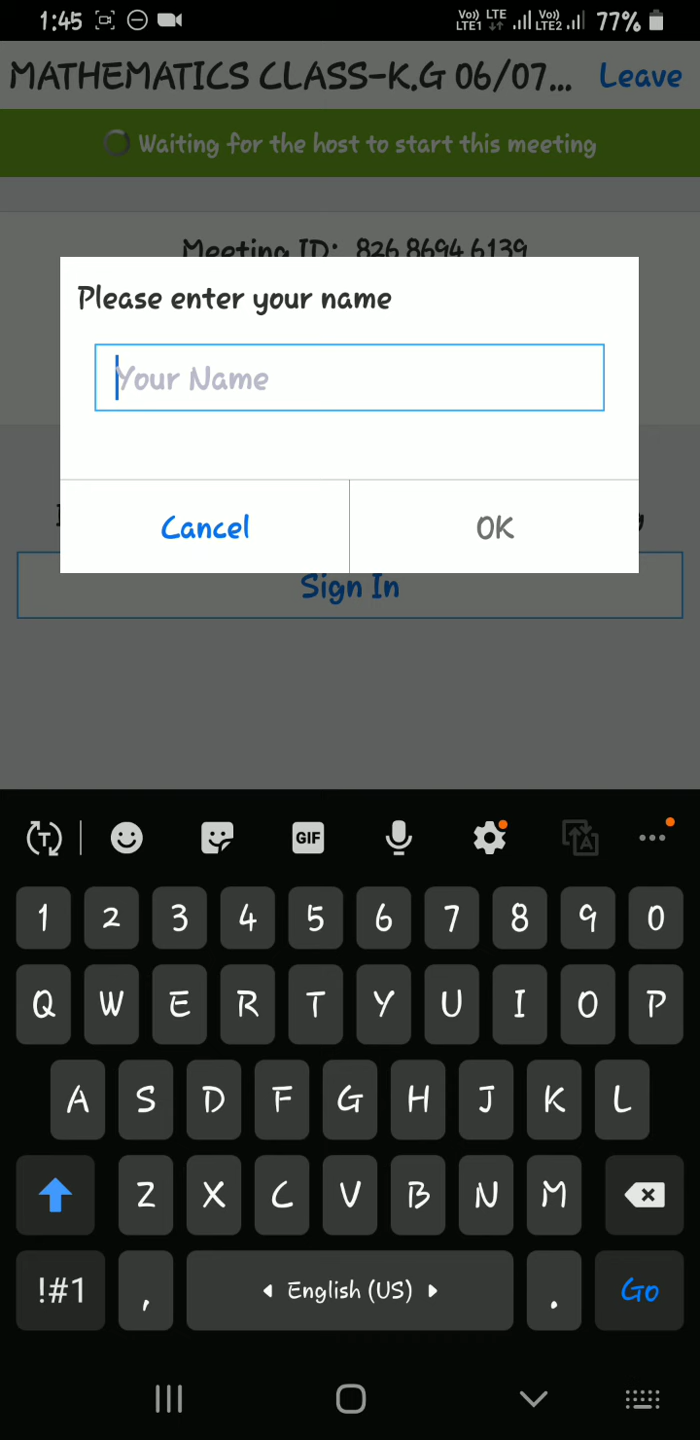 1:45 Vo) LTE LTE1 Vo) LTE2 77%
MATHEMATICS CLASS-K.G 06/07... Leave
Waiting for the host to start this meeting
Meeting ID: 826 8694 6139
Please enter your name
Your Name
Cancel OK
Sign In
T GIF A ...
1 2 3 4 5 6 7 8 9 0
Q W E R T Y U I O P
A S D F G H J K L
Z X C V B N M
!#1 , English (US) . Go